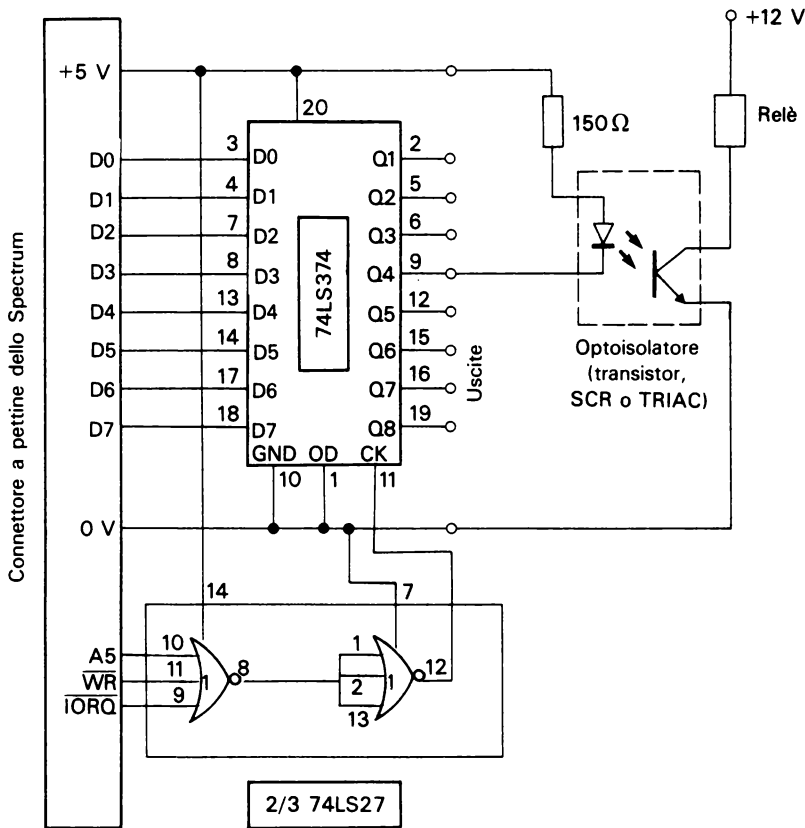 +12 V
+5 V
20
150 Ω
Relè
D0
3
D0
Q1
2
D1
4
D1
Q2
5
D2
7
D2
Q3
6
D3
8
D3
Q4
9
D4
13
D4
Q5
12
D5
14
D5
Q6
15
D6
17
D6
Q7
16
D7
18
D7
Q8
19
74LS374
Uscite
Optoisolatore
(transistor,
SCR o TRIAC)
GND
OD
CK
10
1
11
0 V
Connettore a pettine dello Spectrum
14
7
A5
10
WR
11
IORQ
9
1
8
1
2
13
1
12
2/3 74LS27